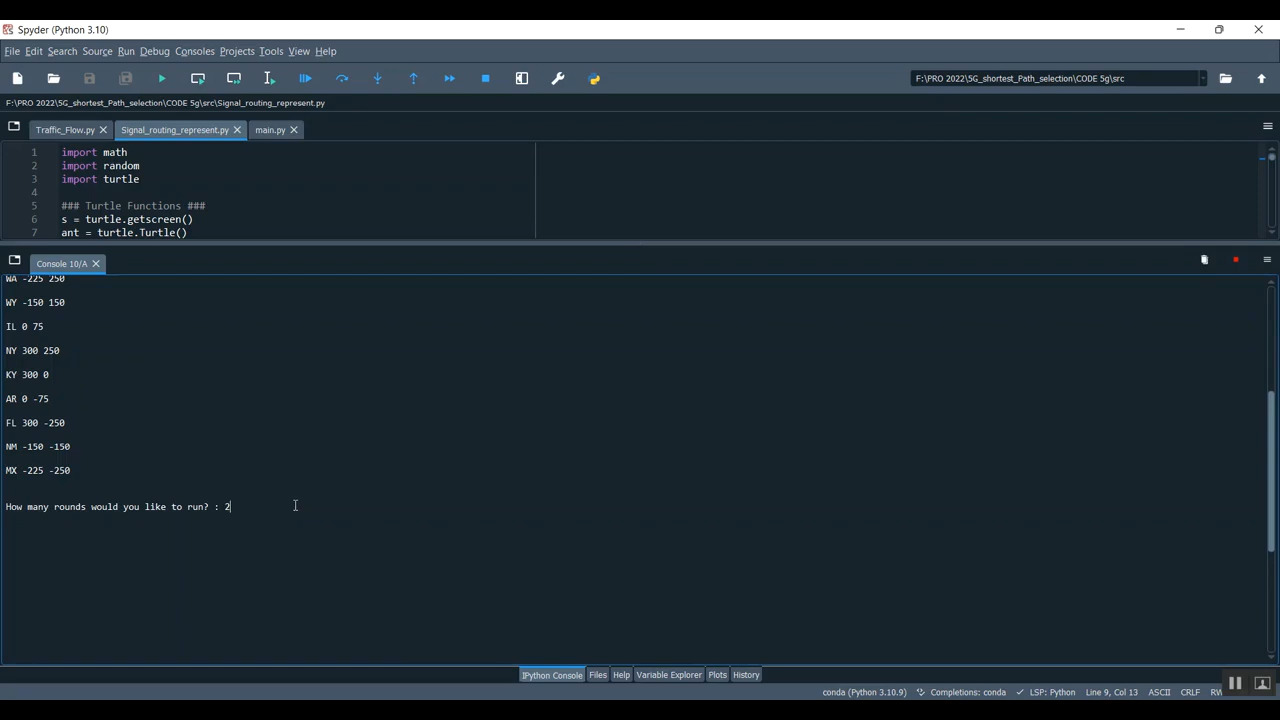 Spyder (Python 3.10)
File Edit Search Source Run Debug Consoles Projects Tools View Help
F:\PRO 2022\5G_shortest_Path_selection\CODE 5g\src
F:\PRO 2022\5G_shortest_Path_selection\CODE 5g\src\Signal_routing_represent.py
Traffic_Flow.py Signal_routing_represent.py main.py
1 import math
2 import random
3 import turtle
4
5 ### Turtle Functions ###
6 s = turtle.getscreen()
7 ant = turtle.Turtle()
Console 10/A
WA -225 250
WY -150 150
IL 0 75
NY 300 250
KY 300 0
AR 0 -75
FL 300 -250
NM -150 -150
MX -225 -250
How many rounds would you like to run? : 2
IPython Console Files Help Variable Explorer Plots History
conda (Python 3.10.9) Completions: conda LSP: Python Line 9, Col 13 ASCII CRLF RW